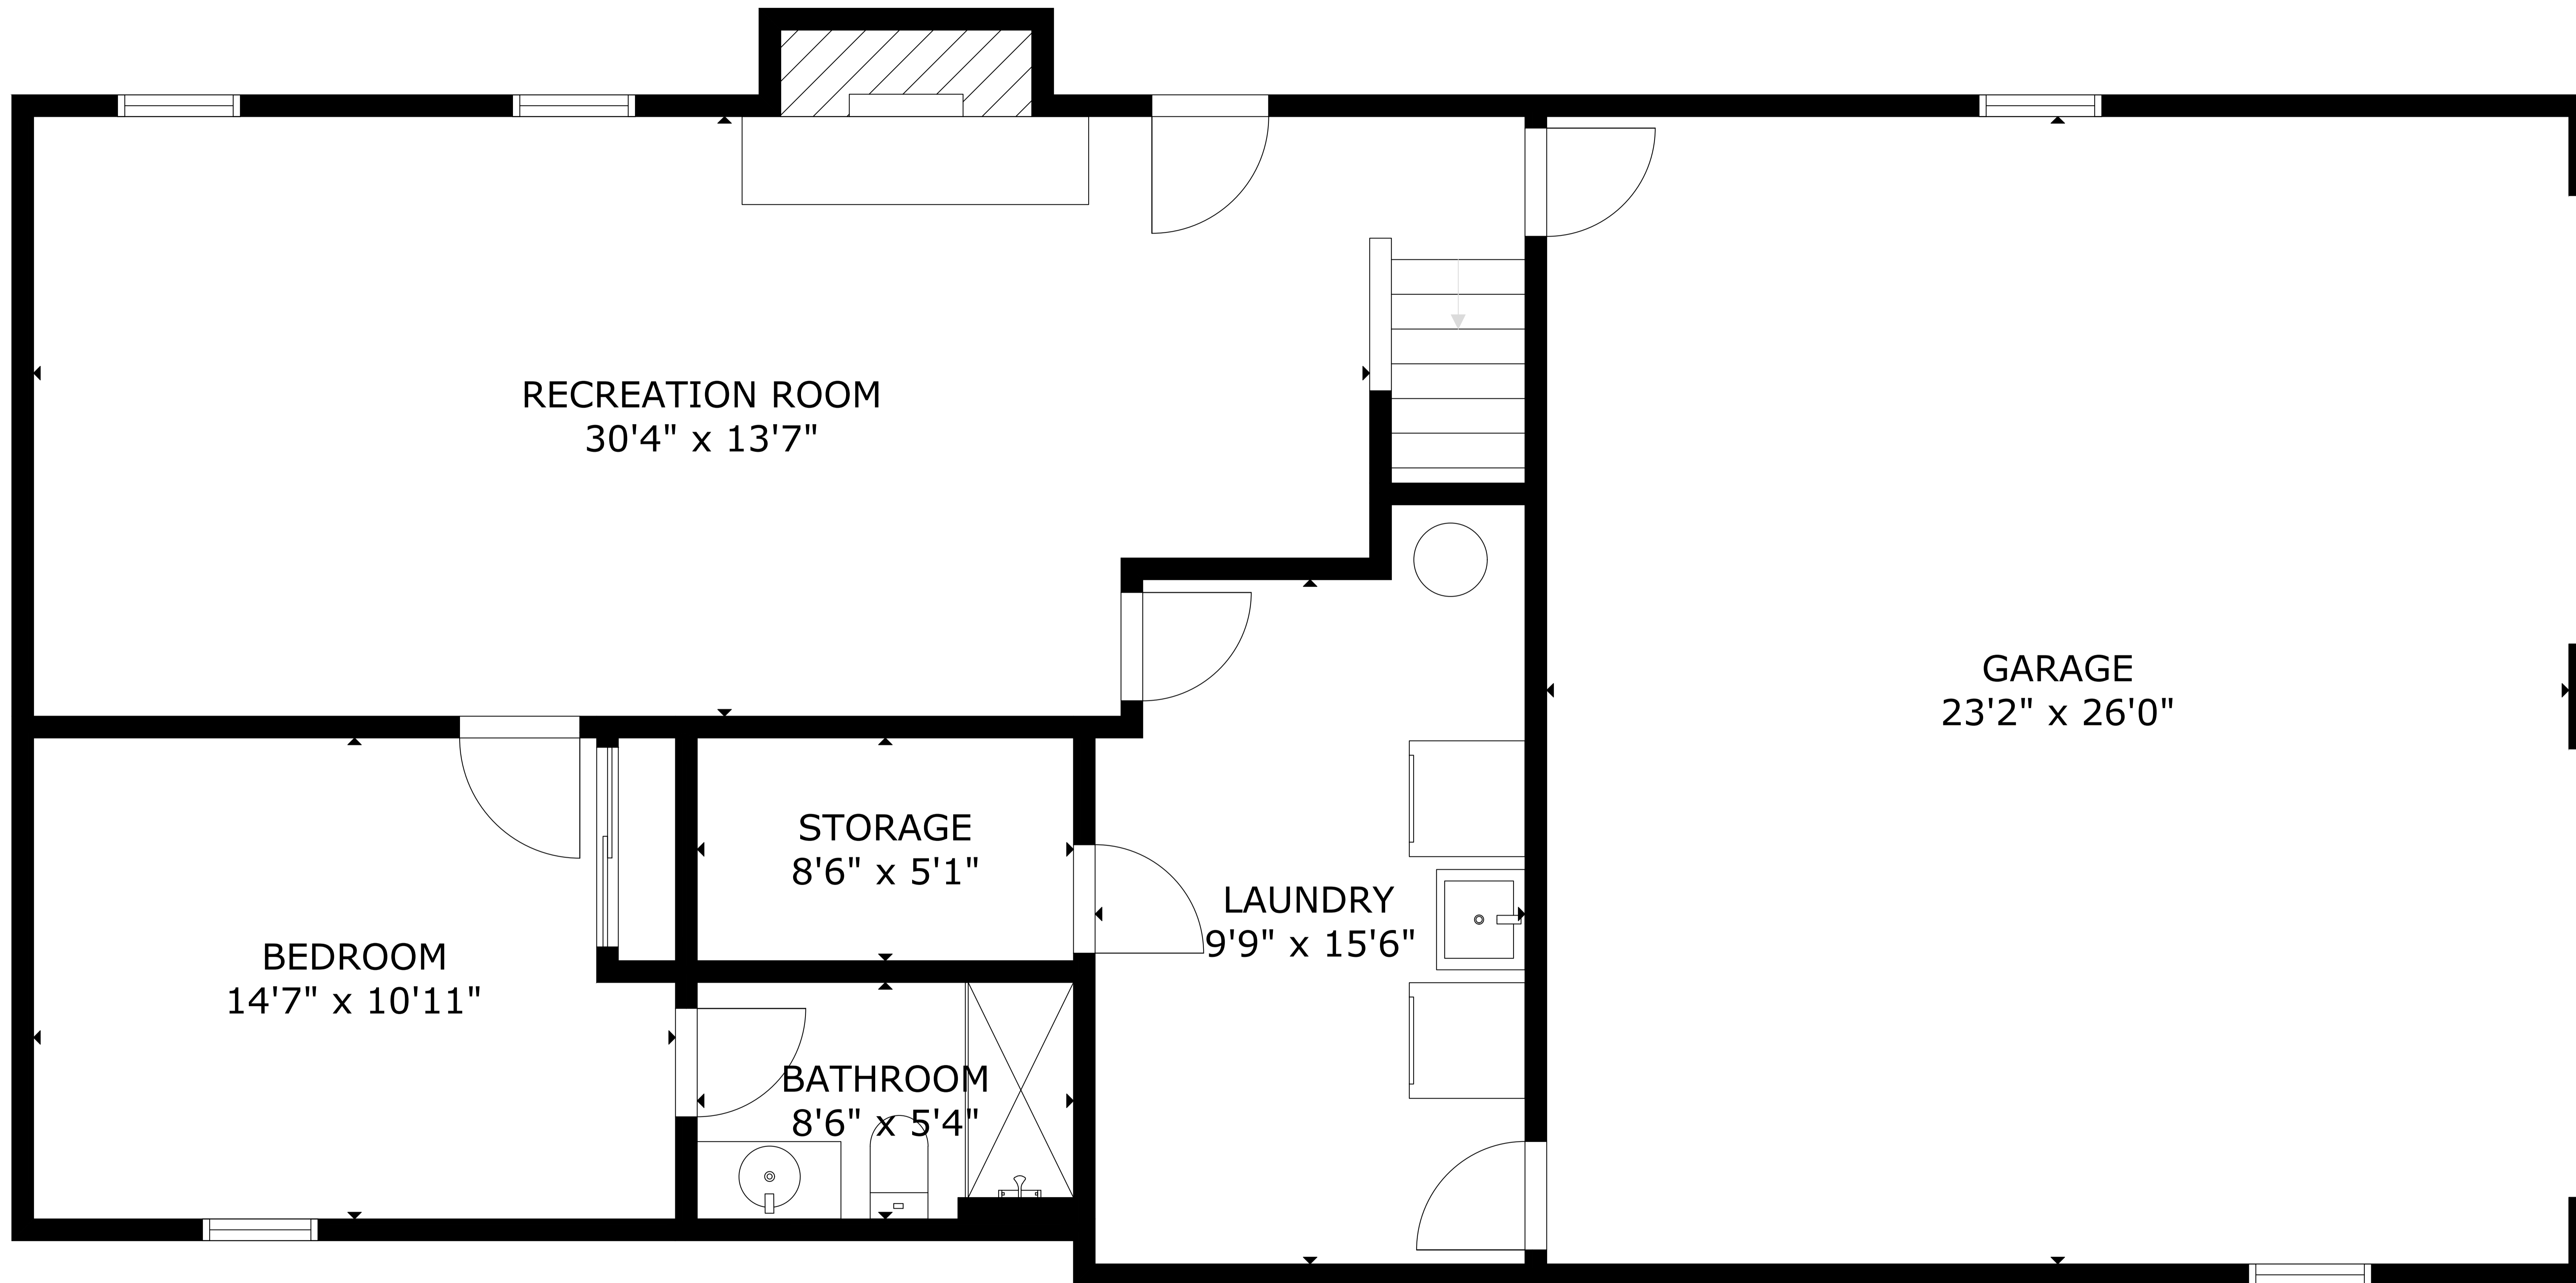 RECREATION ROOM
30'4" x 13'7"
GARAGE
23'2" x 26'0"
STORAGE
8'6" x 5'1"
LAUNDRY
9'9" x 15'6"
BEDROOM
14'7" x 10'11"
BATHROOM
8'6" x 5'4"